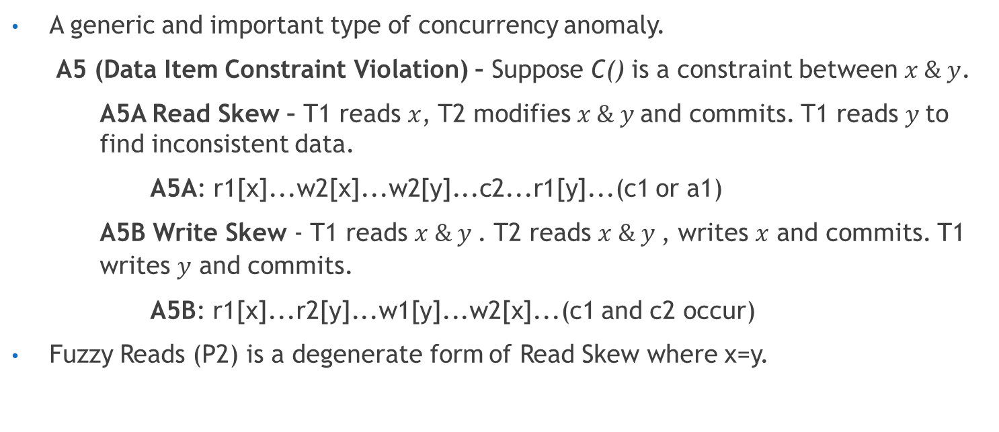 • A generic and important type of concurrency anomaly.
A5 (Data Item Constraint Violation) – Suppose C() is a constraint between x & y.
A5A Read Skew – T1 reads x, T2 modifies x & y and commits. T1 reads y to
find inconsistent data.
A5A: r1[x]...w2[x]...w2[y]...c2...r1[y]...(c1 or a1)
A5B Write Skew - T1 reads x & y . T2 reads x & y , writes x and commits. T1
writes y and commits.
A5B: r1[x]...r2[y]...w1[y]...w2[x]...(c1 and c2 occur)
• Fuzzy Reads (P2) is a degenerate form of Read Skew where x=y.